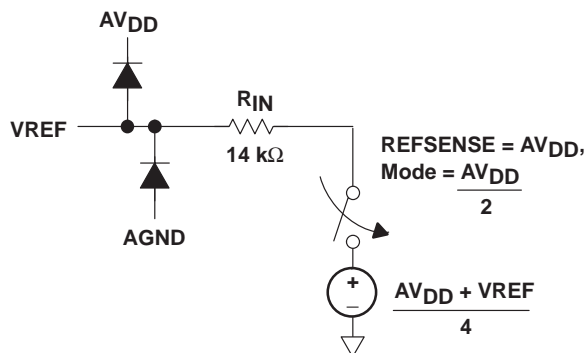 AVDD
RIN
VREF
14 kΩ
REFSENSE = AVDD,
Mode = AVDD
2
AGND
+
−
AVDD + VREF
4